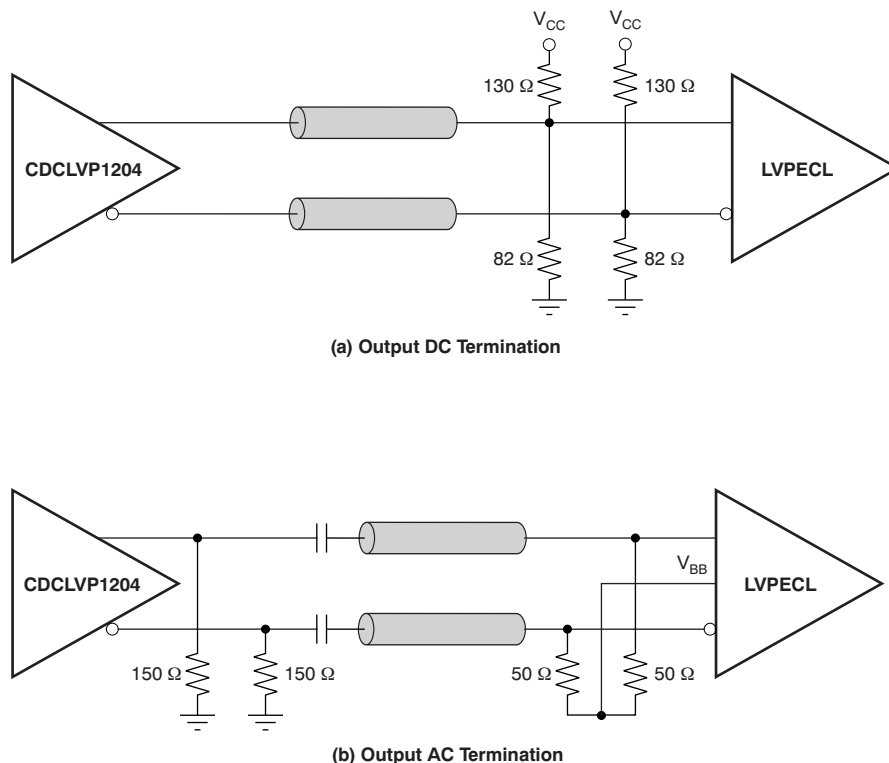 V_CC V_CC
130 Ω 130 Ω
CDCLVP1204 LVPECL
82 Ω 82 Ω
(a) Output DC Termination
V_BB
CDCLVP1204 LVPECL
150 Ω 150 Ω 50 Ω 50 Ω
(b) Output AC Termination